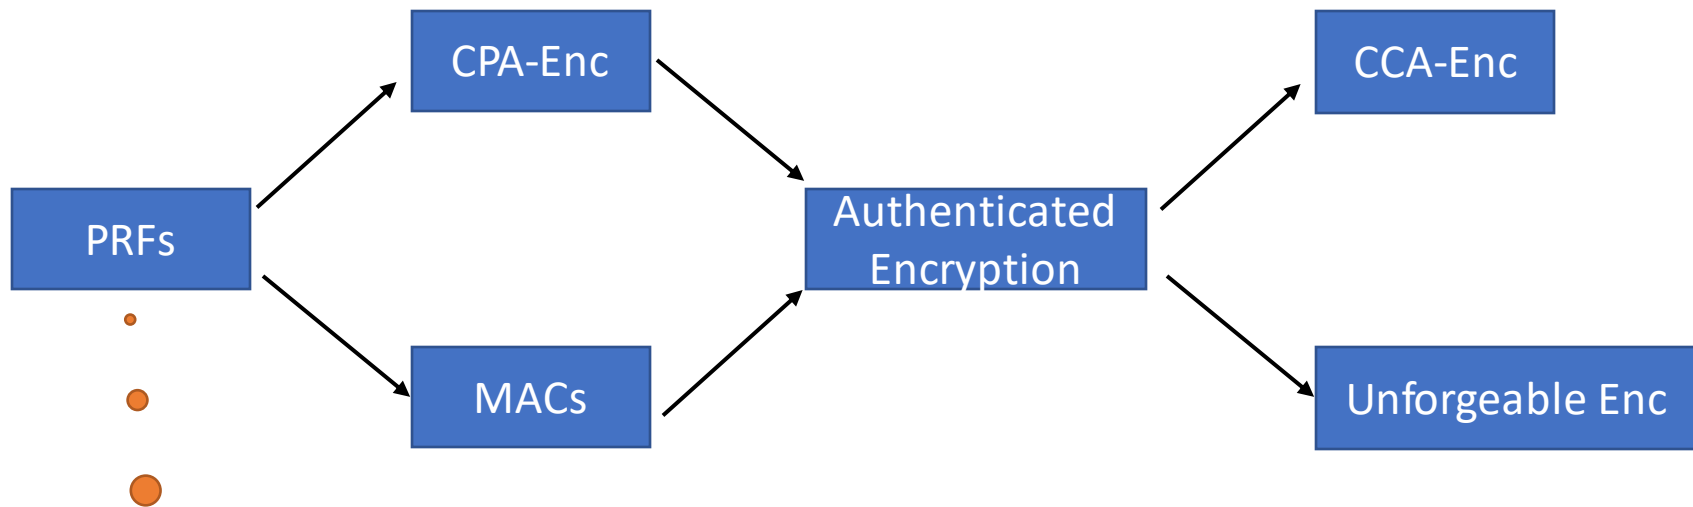 CPA-Enc
CCA-Enc
PRFs
Authenticated
Encryption
MACs
Unforgeable Enc